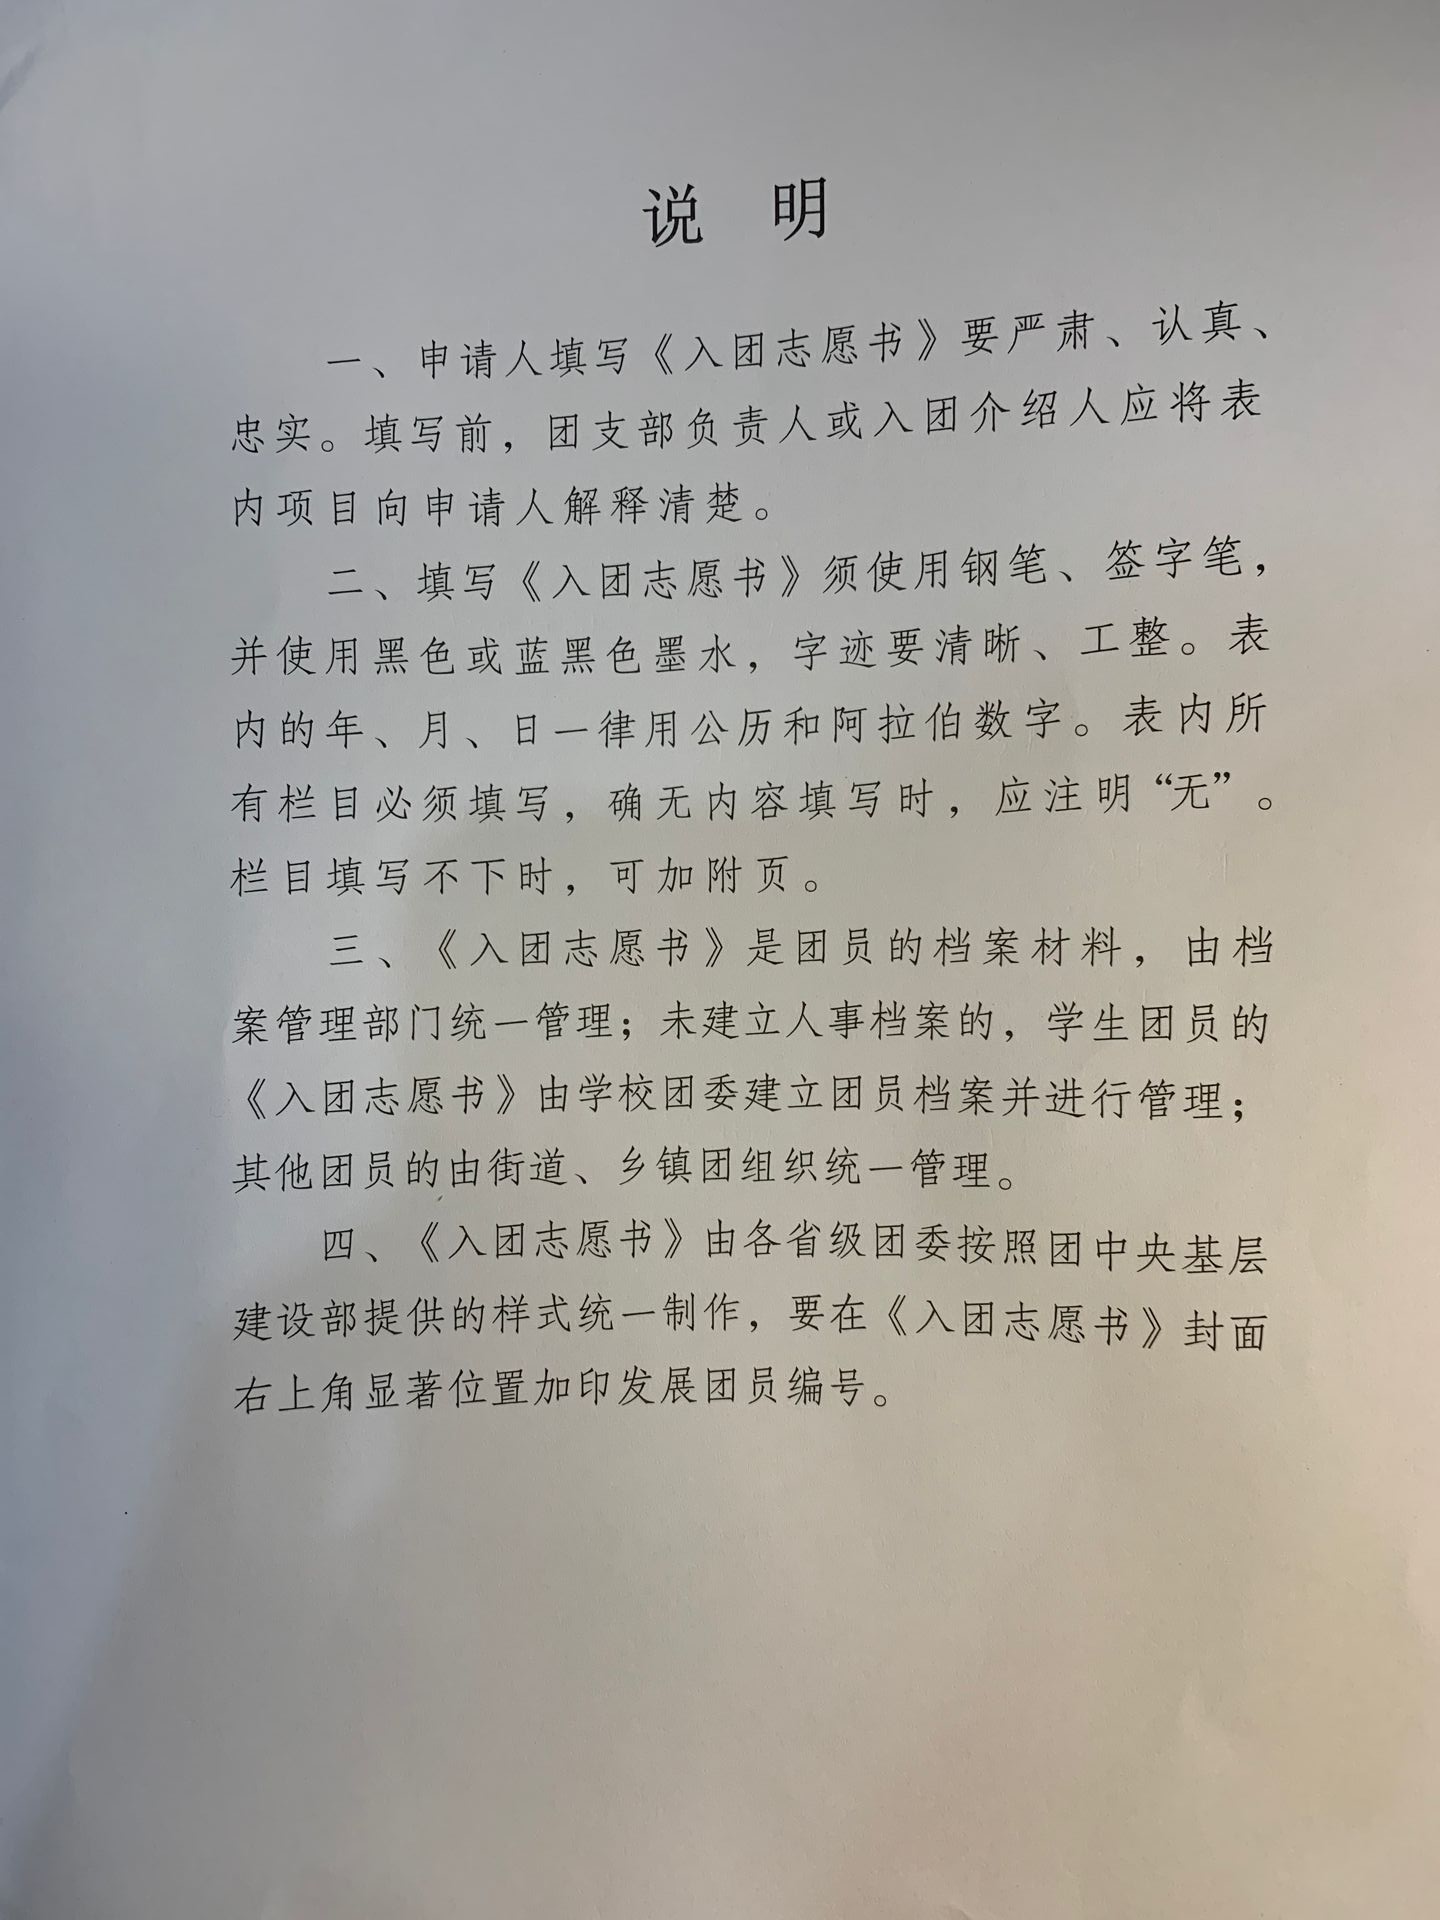 说 明
一、申请人填写《入团志愿书》要严肃、认真、
忠实。填写前，团支部负责人或入团介绍人应将表
内项目向申请人解释清楚。
二、填写《入团志愿书》须使用钢笔、签字笔，
并使用黑色或蓝黑色墨水，字迹要清晰、工整。表
内的年、月、日一律用公历和阿拉伯数字。表内所
有栏目必须填写，确无内容填写时，应注明“无”。
栏目填写不下时，可加附页。
三、《入团志愿书》是团员的档案材料，由档
案管理部门统一管理；未建立人事档案的，学生团员的
《入团志愿书》由学校团委建立团员档案并进行管理；
其他团员的由街道、乡镇团组织统一管理。
四、《入团志愿书》由各省级团委按照团中央基层
建设部提供的样式统一制作，要在《入团志愿书》封面
右上角显著位置加印发展团员编号。